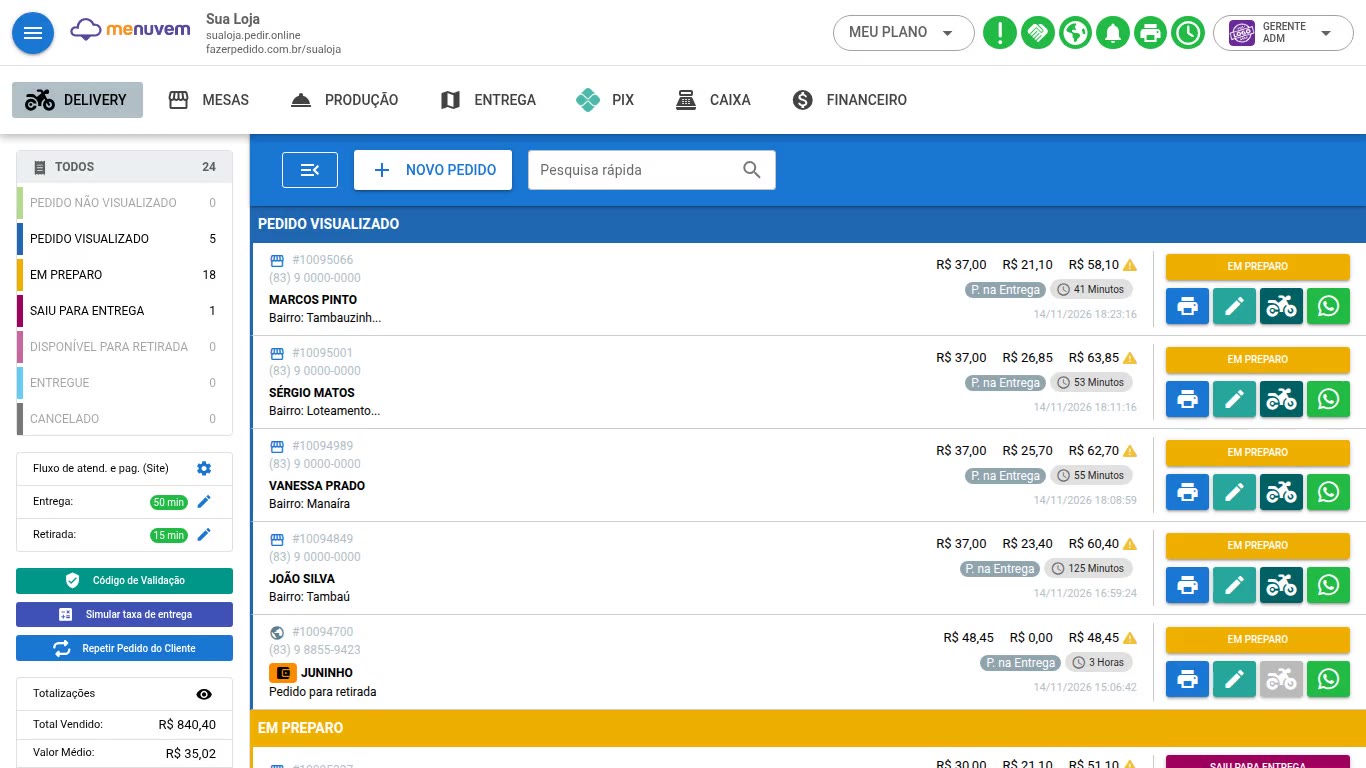 menuvem
Sua Loja
sualoja.pedir.online
fazerpedido.com.br/sualoja
MEU PLANO
GERENTE
ADM
DELIVERY
MESAS
PRODUÇÃO
ENTREGA
PIX
CAIXA
FINANCEIRO
TODOS 24
PEDIDO NÃO VISUALIZADO 0
PEDIDO VISUALIZADO 5
EM PREPARO 18
SAIU PARA ENTREGA 1
DISPONÍVEL PARA RETIRADA 0
ENTREGUE 0
CANCELADO 0
Fluxo de atend. e pag. (Site)
Entrega: 50 min
Retirada: 15 min
Código de Validação
Simular taxa de entrega
Repetir Pedido do Cliente
Totalizações
Total Vendido: R$ 840,40
Valor Médio: R$ 35,02
NOVO PEDIDO
Pesquisa rápida
PEDIDO VISUALIZADO
#10095066
(83) 9 0000-0000
MARCOS PINTO
Bairro: Tambauzinh...
R$ 37,00 R$ 21,10 R$ 58,10
P. na Entrega 41 Minutos
14/11/2026 18:23:16
EM PREPARO
#10095001
(83) 9 0000-0000
SÉRGIO MATOS
Bairro: Loteamento...
R$ 37,00 R$ 26,85 R$ 63,85
P. na Entrega 53 Minutos
14/11/2026 18:11:16
EM PREPARO
#10094989
(83) 9 0000-0000
VANESSA PRADO
Bairro: Manaíra
R$ 37,00 R$ 25,70 R$ 62,70
P. na Entrega 55 Minutos
14/11/2026 18:08:59
EM PREPARO
#10094849
(83) 9 0000-0000
JOÃO SILVA
Bairro: Tambaú
R$ 37,00 R$ 23,40 R$ 60,40
P. na Entrega 125 Minutos
14/11/2026 16:59:24
EM PREPARO
#10094700
(83) 9 8855-9423
JUNINHO
Pedido para retirada
R$ 48,45 R$ 0,00 R$ 48,45
P. na Entrega 3 Horas
14/11/2026 15:06:42
EM PREPARO
EM PREPARO
R$ 30,00 R$ 21,10 R$ 51,10
SAIU PARA ENTREGA